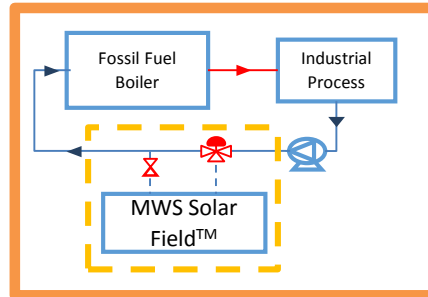 Fossil Fuel
Boiler
Industrial
Process
MWS Solar
Field™